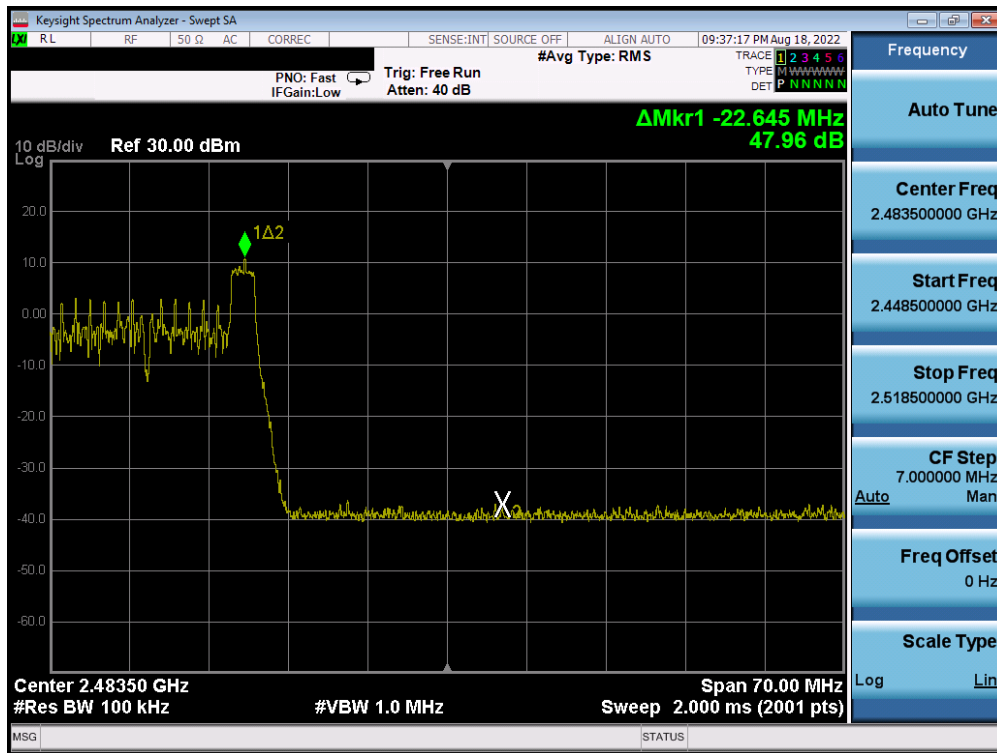 Keysight Spectrum Analyzer - Swept SA
LXI RL RF 50 Ω AC CORREC SENSE:INT SOURCE OFF ALIGN AUTO 09:37:17 PM Aug 18, 2022
PNO: Fast
IFGain:Low
Trig: Free Run
Atten: 40 dB
#Avg Type: RMS
TRACE 1 2 3 4 5 6
TYPE M WWWWW
DET P N N N N N
ΔMkr1 -22.645 MHz
47.96 dB
10 dB/div Ref 30.00 dBm
Log
20.0
1Δ2
10.0
0.00
-10.0
-20.0
-30.0
X
-40.0
-50.0
-60.0
Center 2.48350 GHz Span 70.00 MHz
#Res BW 100 kHz #VBW 1.0 MHz Sweep 2.000 ms (2001 pts)
MSG STATUS
Frequency
Auto Tune
Center Freq
2.483500000 GHz
Start Freq
2.448500000 GHz
Stop Freq
2.518500000 GHz
CF Step
7.000000 MHz
Auto Man
Freq Offset
0 Hz
Scale Type
Log Lin